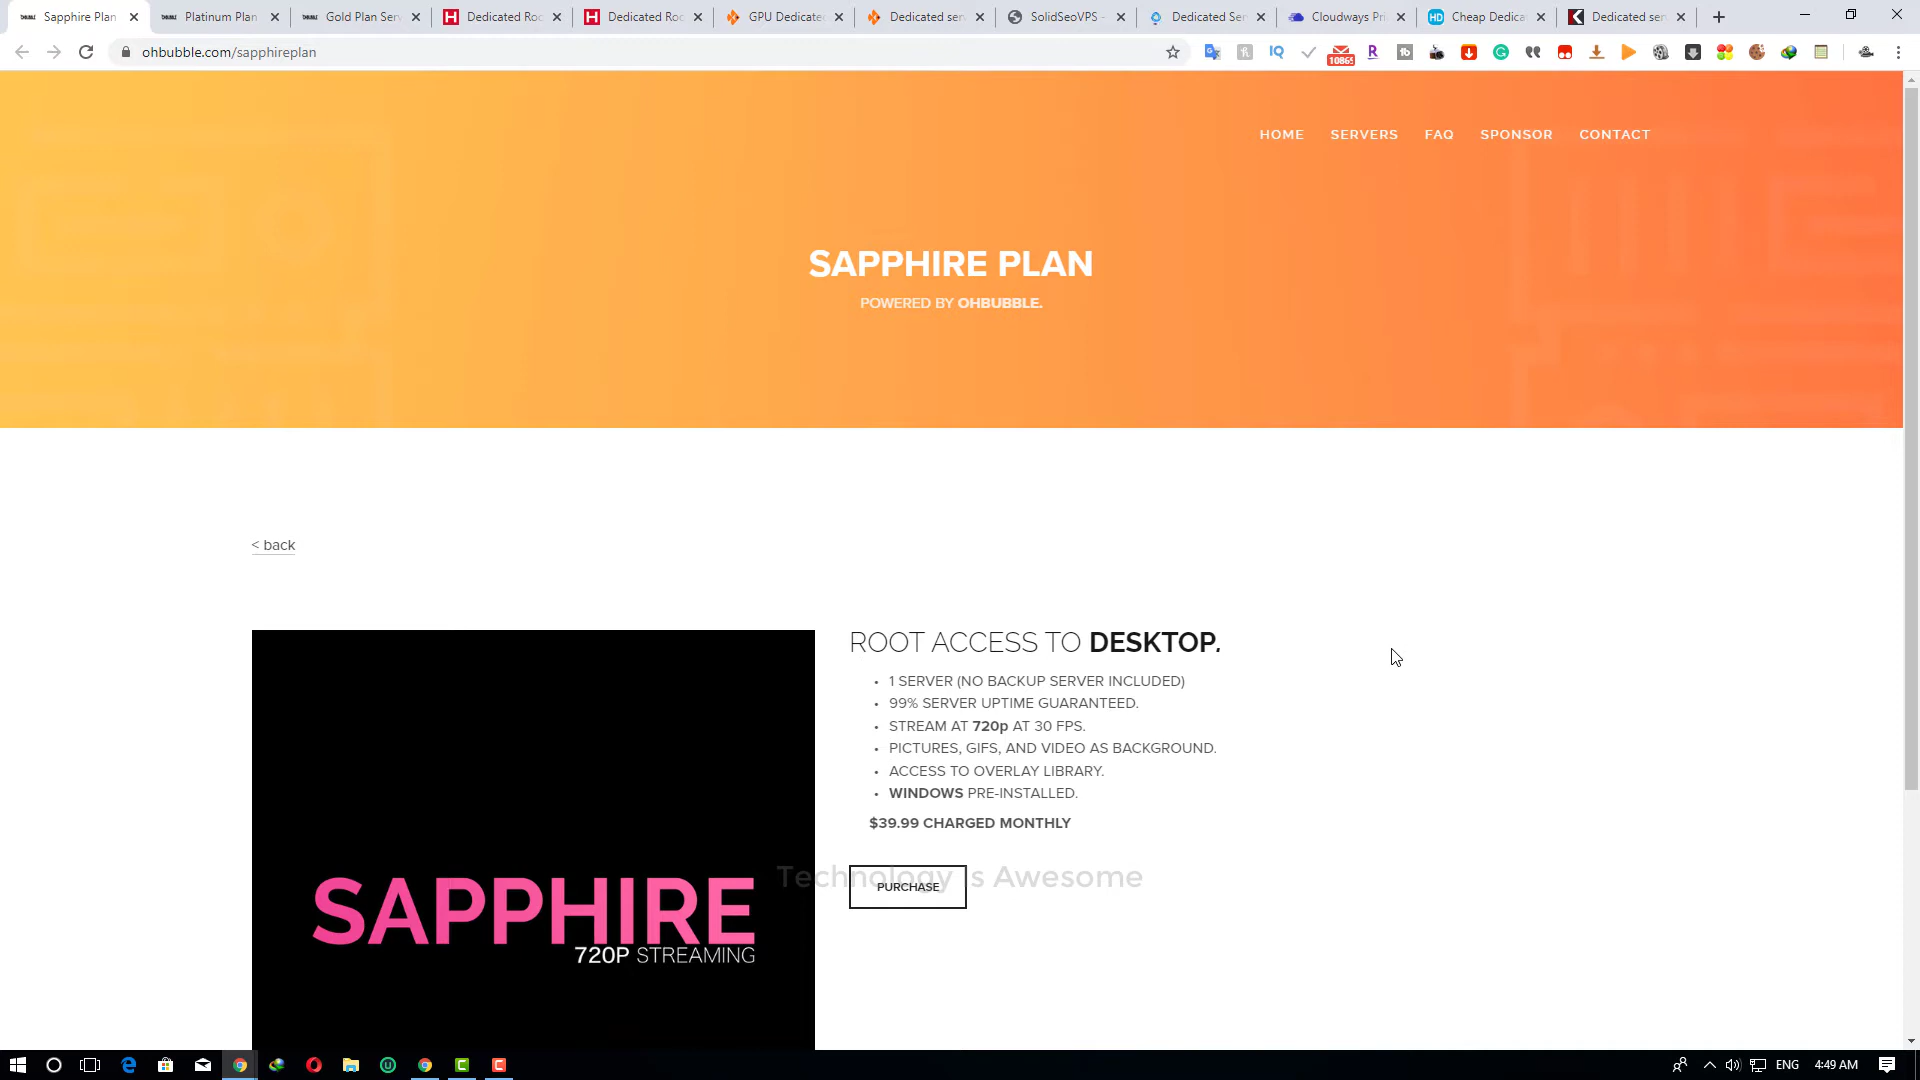 Sapphire Plan
Platinum Plan
Gold Plan Serv
Dedicated Roo
Dedicated Roo
GPU Dedicate
Dedicated ser
SolidSeoVPS -
Dedicated Ser
Cloudways Pri
Cheap Dedica
Dedicated ser
ohbubble.com/sapphireplan
10865
HOME SERVERS FAQ SPONSOR CONTACT
SAPPHIRE PLAN
POWERED BY OHBUBBLE.
< back
ROOT ACCESS TO DESKTOP.
• 1 SERVER (NO BACKUP SERVER INCLUDED)
• 99% SERVER UPTIME GUARANTEED.
• STREAM AT 720p AT 30 FPS.
• PICTURES, GIFS, AND VIDEO AS BACKGROUND.
• ACCESS TO OVERLAY LIBRARY.
• WINDOWS PRE-INSTALLED.
$39.99 CHARGED MONTHLY
Technology is Awesome
PURCHASE
SAPPHIRE
720P STREAMING
ENG
4:49 AM